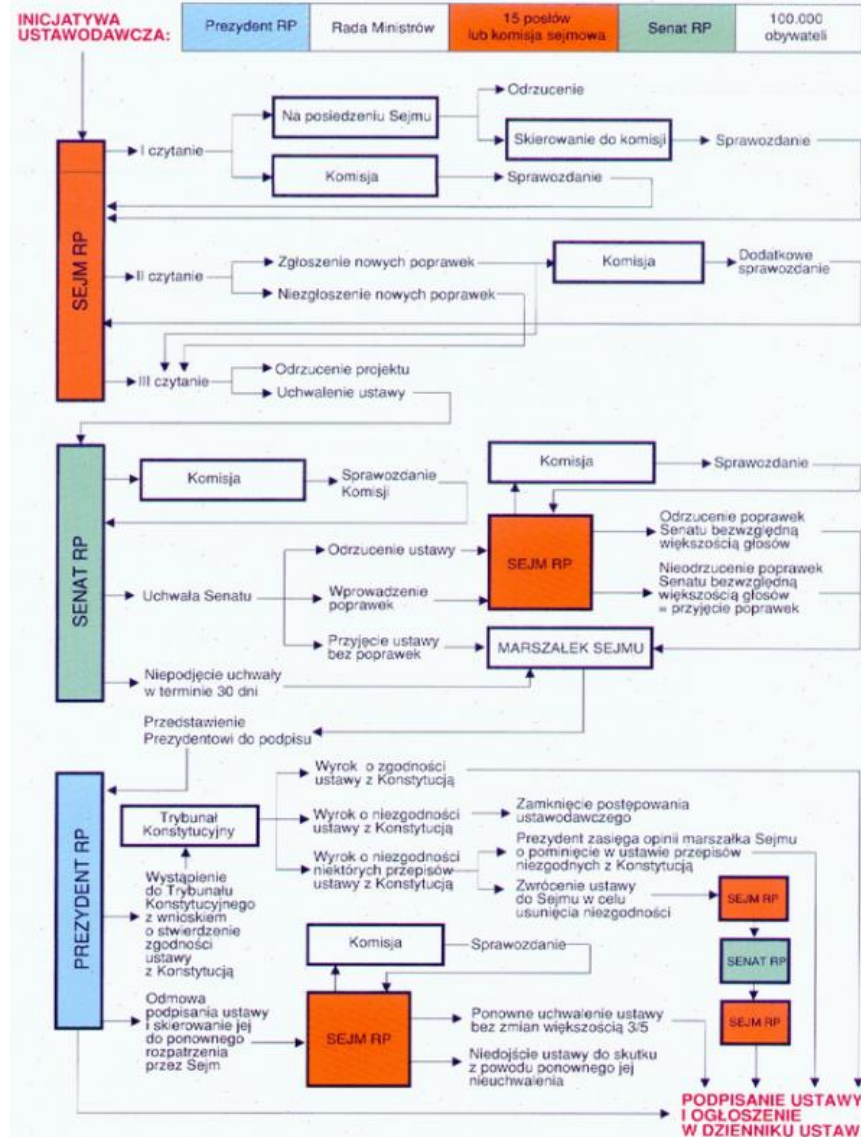 INICJATYWA
USTAWODAWCZA:
Prezydent RP
Rada Ministrów
15 posłów
lub komisja sejmowa
Senat RP
100.000
obywateli
SEJM RP
I czytanie
Na posiedzeniu Sejmu
Odrzucenie
Skierowanie do komisji
Sprawozdanie
Komisja
Sprawozdanie
II czytanie
Zgłoszenie nowych poprawek
Niezgłoszenie nowych poprawek
Komisja
Dodatkowe
sprawozdanie
III czytanie
Odrzucenie projektu
Uchwalenie ustawy
SENAT RP
Komisja
Sprawozdanie
Komisji
Komisja
Sprawozdanie
Uchwała Senatu
Odrzucenie ustawy
Wprowadzenie
poprawek
Przyjęcie ustawy
bez poprawek
SEJM RP
Odrzucenie poprawek
Senatu bezwzględną
większością głosów
Nieodrzucenie poprawek
Senatu bezwzględną
większością głosów
= przyjęcie poprawek
MARSZAŁEK SEJMU
Niepodjęcie uchwały
w terminie 30 dni
Przedstawienie
Prezydentowi do podpisu
PREZYDENT RP
Trybunał
Konstytucyjny
Wyrok o zgodności
ustawy z Konstytucją
Wyrok o niezgodności
ustawy z Konstytucją
Zamknięcie postępowania
ustawodawczego
Wyrok o niezgodności
niektórych przepisów
ustawy z Konstytucją
Prezydent zasięga opinii marszałka Sejmu
o pominięcie w ustawie przepisów
niezgodnych z Konstytucją
Zwrócenie ustawy
do Sejmu w celu
usunięcia niezgodności
SEJM RP
SENAT RP
SEJM RP
Wystąpienie
do Trybunału
Konstytucyjnego
z wnioskiem
o stwierdzenie
zgodności
ustawy
z Konstytucją
Komisja
Sprawozdanie
Odmowa
podpisania ustawy
i skierowanie jej
do ponownego
rozpatrzenia
przez Sejm
SEJM RP
Ponowne uchwalenie ustawy
bez zmian większością 3/5
Niedojście ustawy do skutku
z powodu ponownego jej
nieuchwalenia
PODPISANIE USTAWY
I OGŁOSZENIE
W DZIENNIKU USTAW